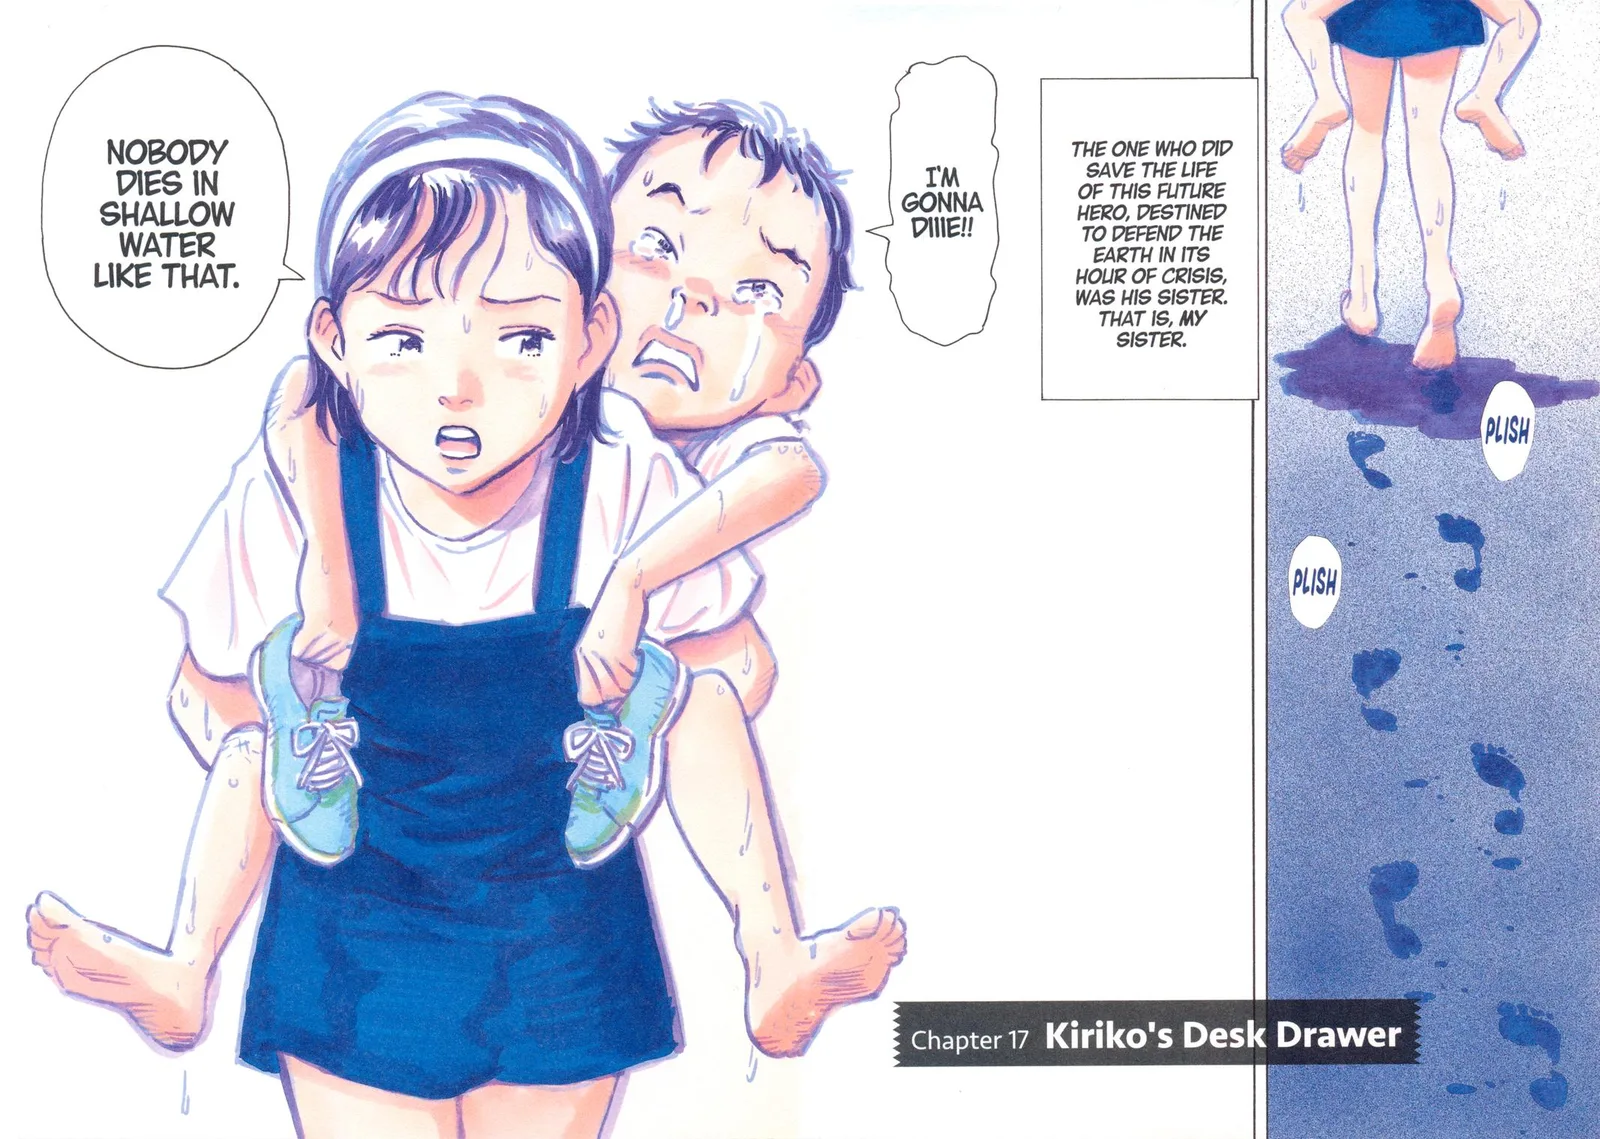 THE ONE WHO DID
SAVE THE LIFE
OF THIS FUTURE
HERO, DESTINED
TO DEFEND THE
EARTH IN ITS
HOUR OF CRISIS,
WAS HIS SISTER.
THAT IS, MY
SISTER.
PLISH
PLISH
I'M
GONNA
DIIIE!!
NOBODY
DIES IN
SHALLOW
WATER
LIKE THAT.
Chapter 17 Kiriko's Desk Drawer